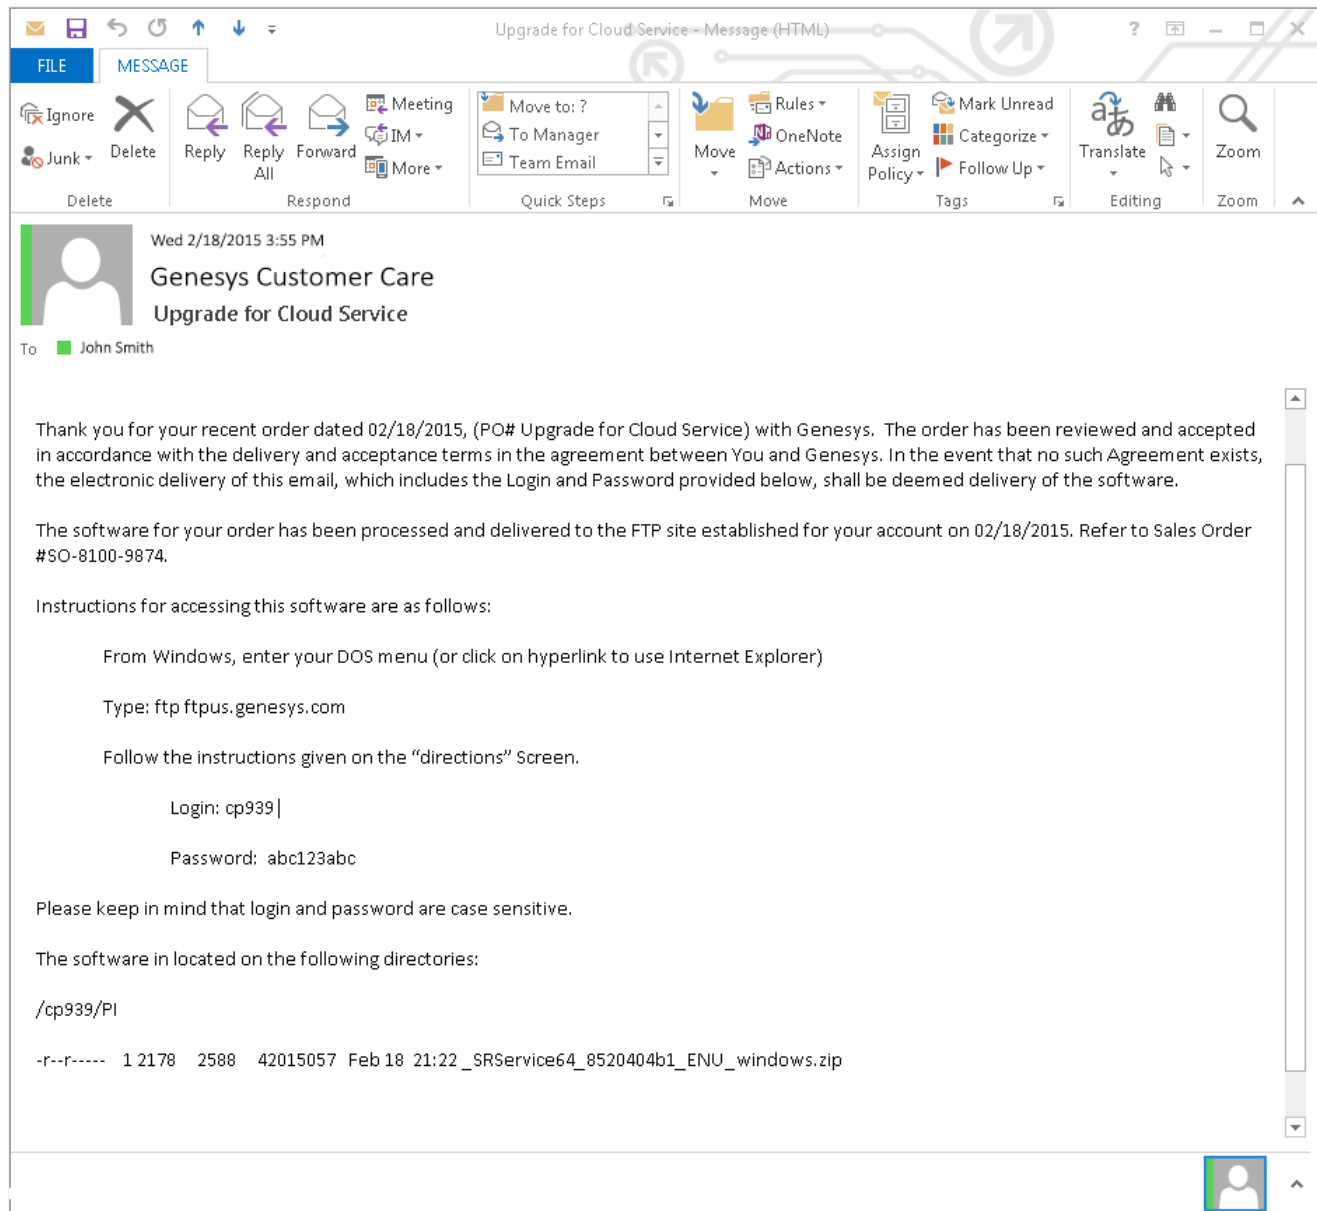 Upgrade for Cloud Service - Message (HTML)
?
FILE MESSAGE
Ignore
Junk
Delete
Reply
Reply All
Forward
Meeting
IM
More
Move to: ?
To Manager
Team Email
Move
Rules
OneNote
Actions
Assign Policy
Mark Unread
Categorize
Follow Up
Translate
Zoom
Delete Respond Quick Steps Move Tags Editing Zoom
Wed 2/18/2015 3:55 PM
Genesys Customer Care
Upgrade for Cloud Service
To John Smith
Thank you for your recent order dated 02/18/2015, (PO# Upgrade for Cloud Service) with Genesys. The order has been reviewed and accepted
in accordance with the delivery and acceptance terms in the agreement between You and Genesys. In the event that no such Agreement exists,
the electronic delivery of this email, which includes the Login and Password provided below, shall be deemed delivery of the software.
The software for your order has been processed and delivered to the FTP site established for your account on 02/18/2015. Refer to Sales Order
#SO-8100-9874.
Instructions for accessing this software are as follows:
From Windows, enter your DOS menu (or click on hyperlink to use Internet Explorer)
Type: ftp ftpus.genesys.com
Follow the instructions given on the “directions” Screen.
Login: cp939
Password: abc123abc
Please keep in mind that login and password are case sensitive.
The software in located on the following directories:
/cp939/PI
-r--r----- 1 2178 2588 42015057 Feb 18 21:22 _SRService64_8520404b1_ENU_windows.zip